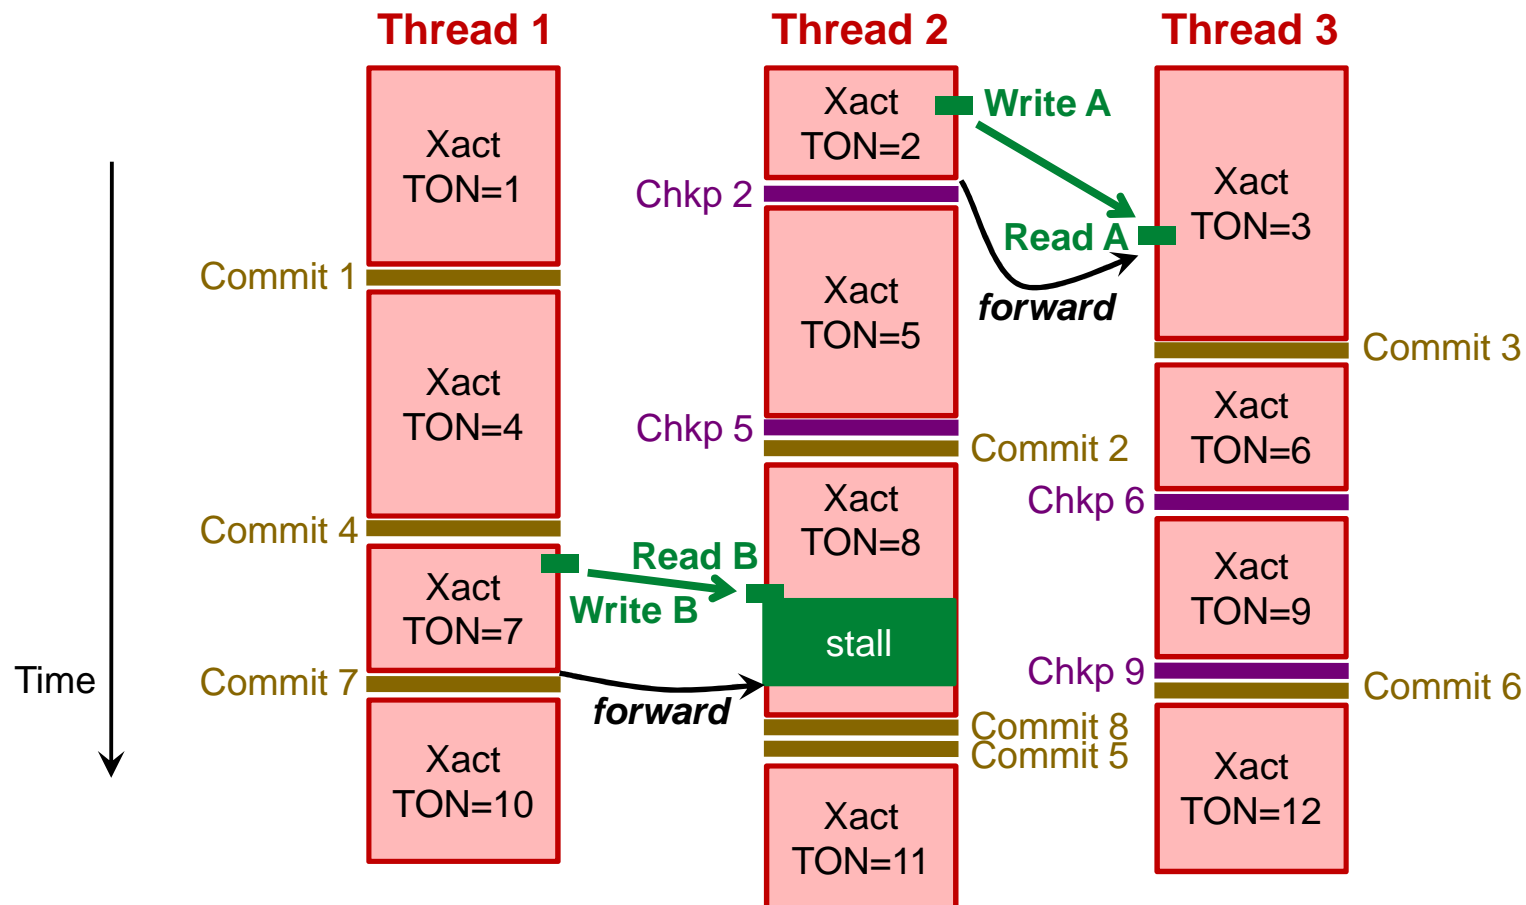 Thread 1
Thread 2
Thread 3
Xact
TON=1
Commit 1
Xact
TON=4
Commit 4
Xact
TON=7
Commit 7
Xact
TON=10
Time
Xact
TON=2
Chkp 2
Xact
TON=5
Chkp 5
Commit 2
Xact
TON=8
Read B
Write B
stall
forward
Commit 8
Commit 5
Xact
TON=11
Write A
Read A
forward
Xact
TON=3
Commit 3
Xact
TON=6
Chkp 6
Xact
TON=9
Chkp 9
Commit 6
Xact
TON=12